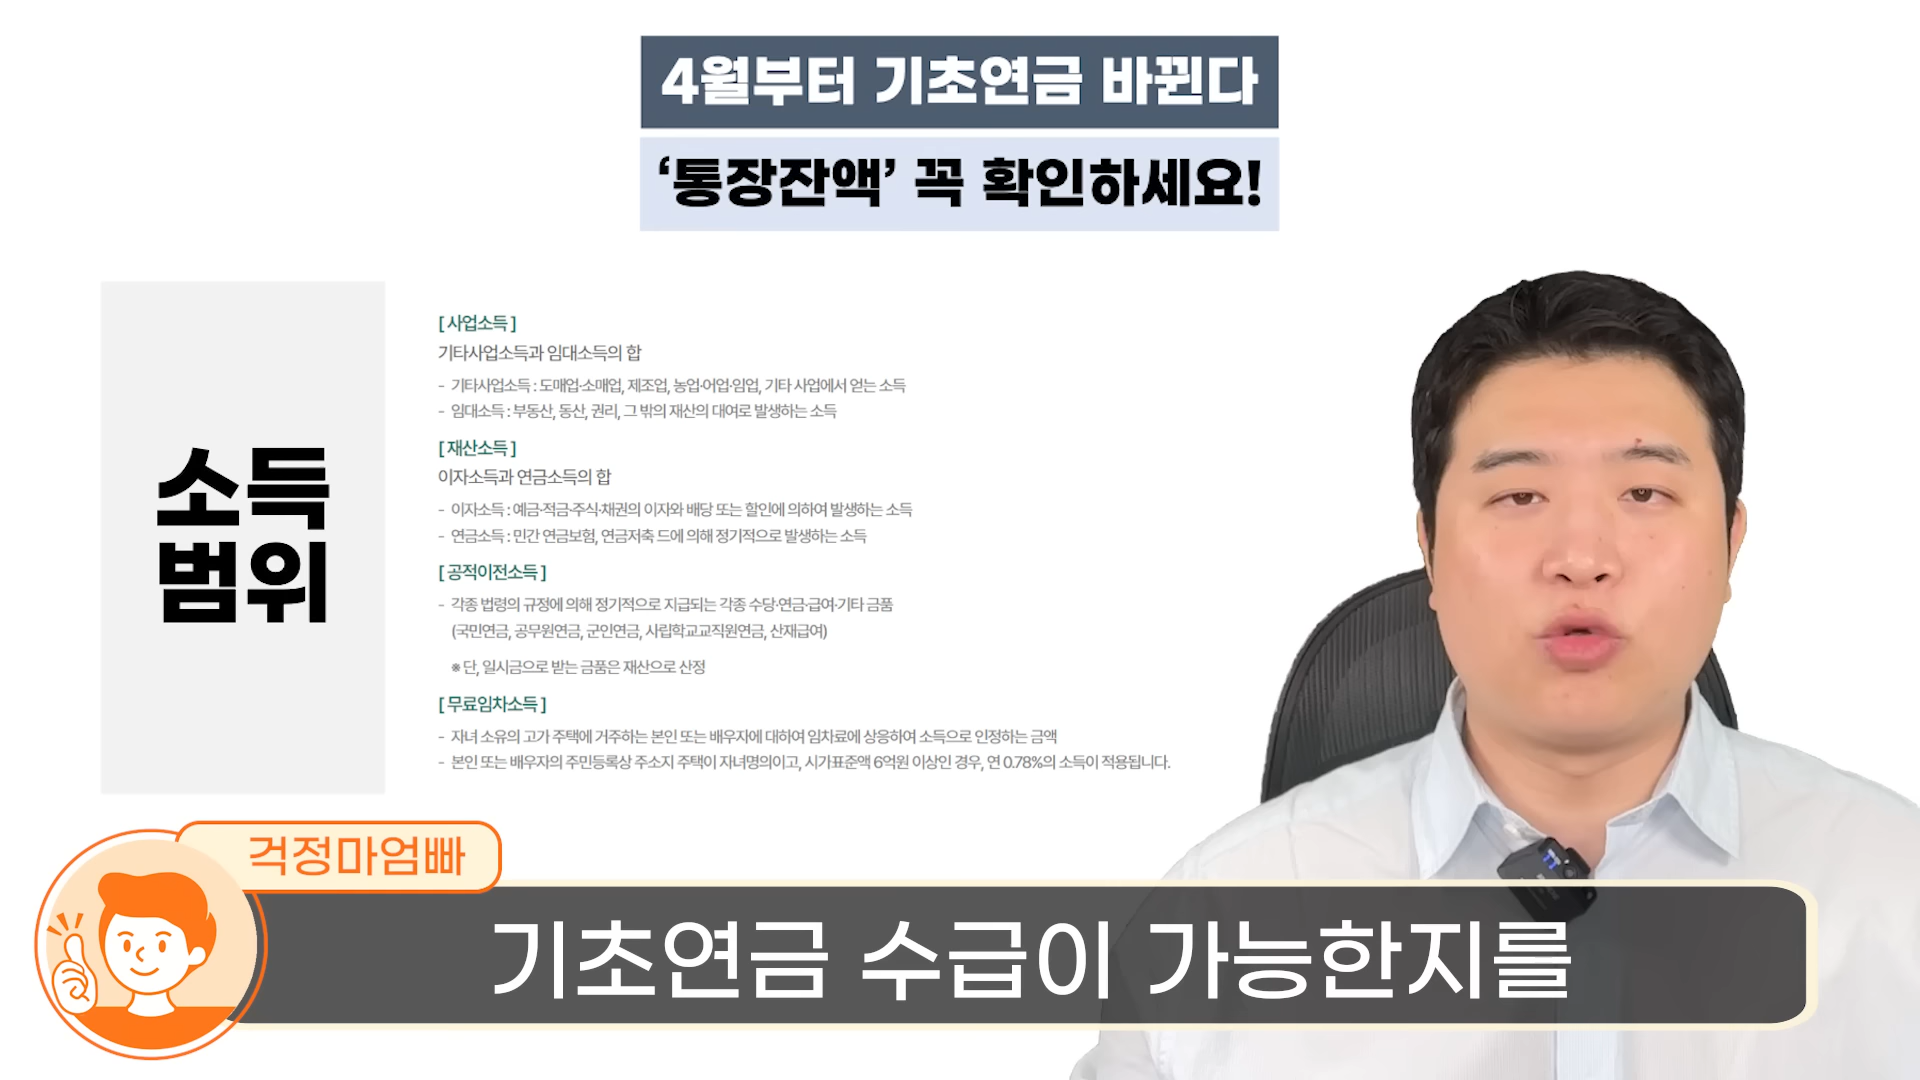 4월부터 기초연금 바뀐다
‘통장잔액’ 꼭 확인하세요!
소득
범위
[ 사업소득 ]
기타사업소득과 임대소득의 합
- 기타사업소득 : 도매업·소매업, 제조업, 농업·어업·임업, 기타 사업에서 얻는 소득
- 임대소득 : 부동산, 동산, 권리, 그 밖의 재산의 대여로 발생하는 소득
[ 재산소득 ]
이자소득과 연금소득의 합
- 이자소득 : 예금·적금·주식·채권의 이자와 배당 또는 할인에 의하여 발생하는 소득
- 연금소득 : 민간 연금보험, 연금저축 드에 의해 정기적으로 발생하는 소득
[ 공적이전소득 ]
- 각종 법령의 규정에 의해 정기적으로 지급되는 각종 수당·연금·급여·기타 금품
(국민연금, 공무원연금, 군인연금, 사립학교교직원연금, 산재급여)
※ 단, 일시금으로 받는 금품은 재산으로 산정
[ 무료임차소득 ]
- 자녀 소유의 고가 주택에 거주하는 본인 또는 배우자에 대하여 임차료에 상응하여 소득으로 인정하는 금액
- 본인 또는 배우자의 주민등록상 주소지 주택이 자녀명의이고, 시가표준액 6억원 이상인 경우, 연 0.78%의 소득이 적용됩니다.
걱정마엄빠
기초연금 수급이 가능한지를